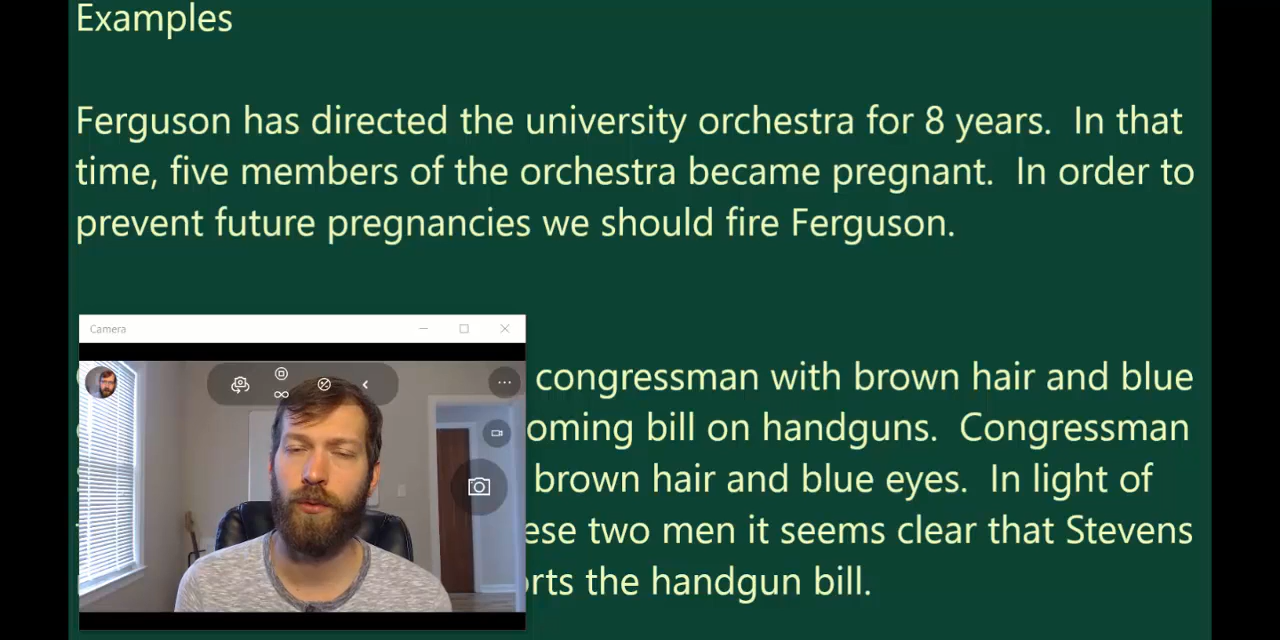 Examples
Ferguson has directed the university orchestra for 8 years. In that
time, five members of the orchestra became pregnant. In order to
prevent future pregnancies we should fire Ferguson.
Camera
congressman with brown hair and blue
oming bill on handguns. Congressman
brown hair and blue eyes. In light of
ese two men it seems clear that Stevens
rts the handgun bill.